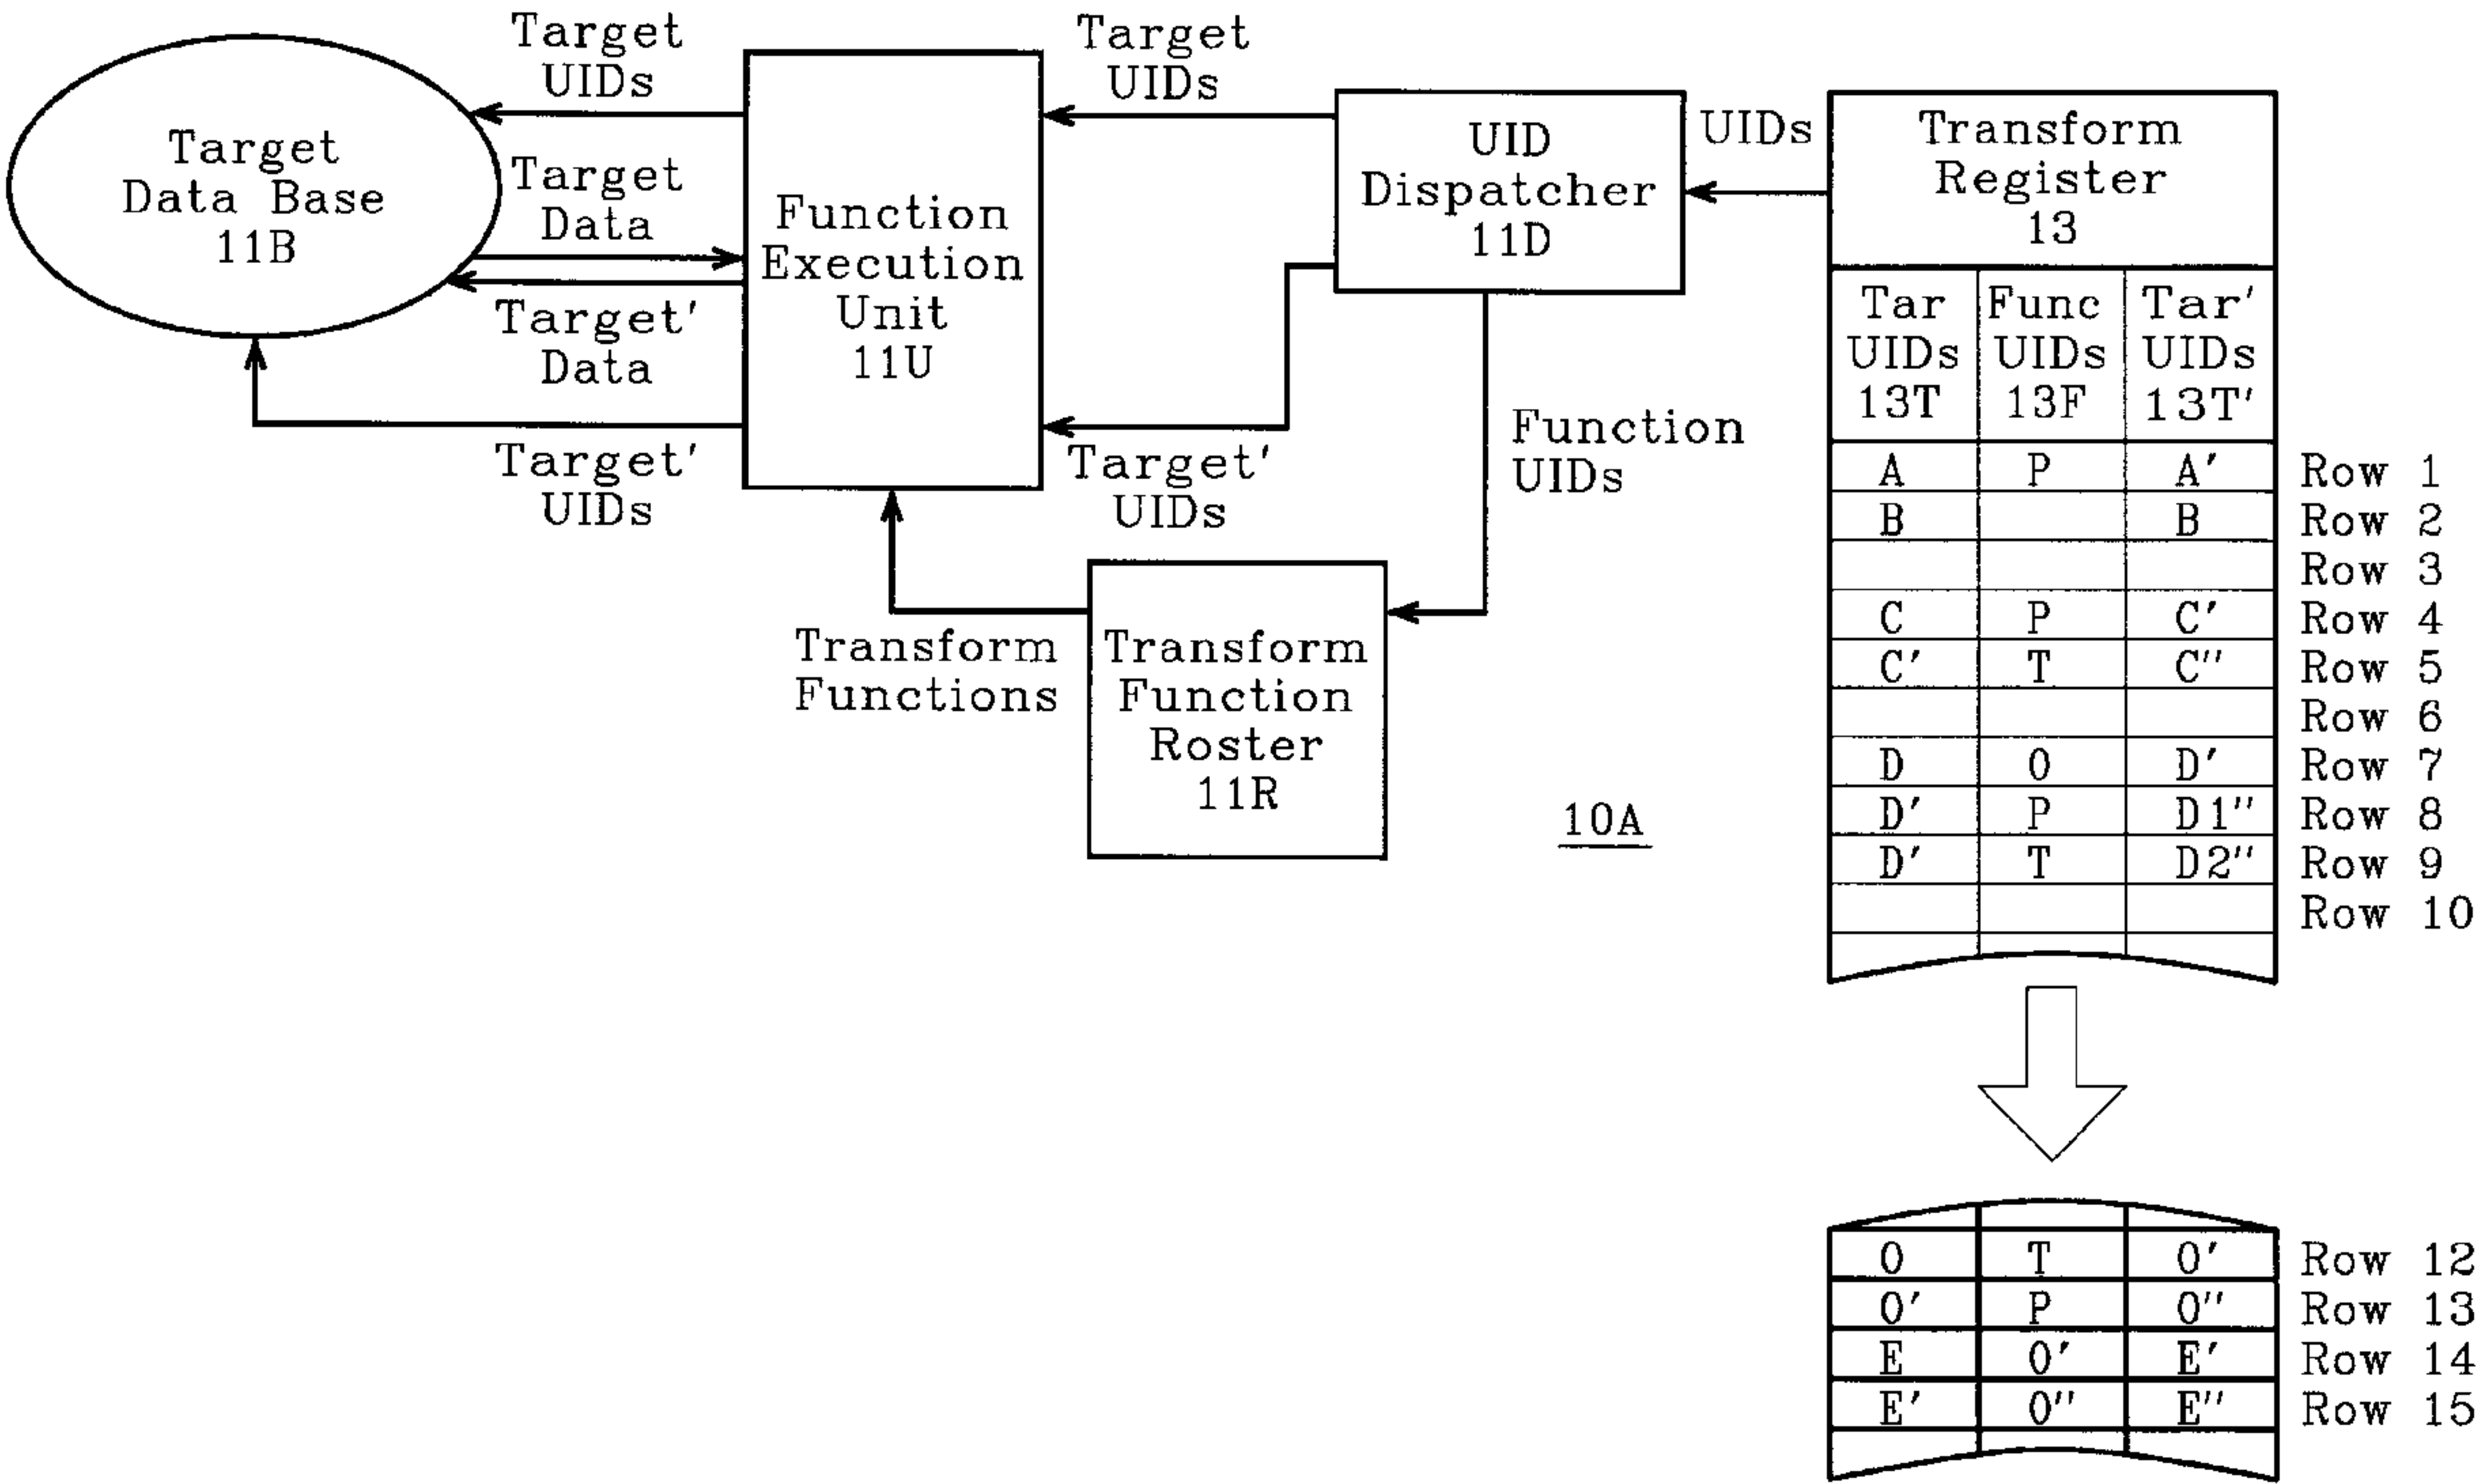 Target
UIDs
Target
UIDs
Target
Data Base
11B
Target
Data
Target'
Data
Target'
UIDs
Function
Execution
Unit
11U
UID
Dispatcher
11D
UIDs
Target'
UIDs
Function
UIDs
Transform
Functions
Transform
Function
Roster
11R
10A
Transform
Register
13
Tar UIDs 13T
Func UIDs 13F
Tar' UIDs 13T'
A P A' Row 1
B B Row 2
Row 3
C P C' Row 4
C' T C" Row 5
Row 6
D O D' Row 7
D' P D1" Row 8
D' T D2" Row 9
Row 10
O T O' Row 12
O' P O" Row 13
E O' E' Row 14
E' O" E" Row 15